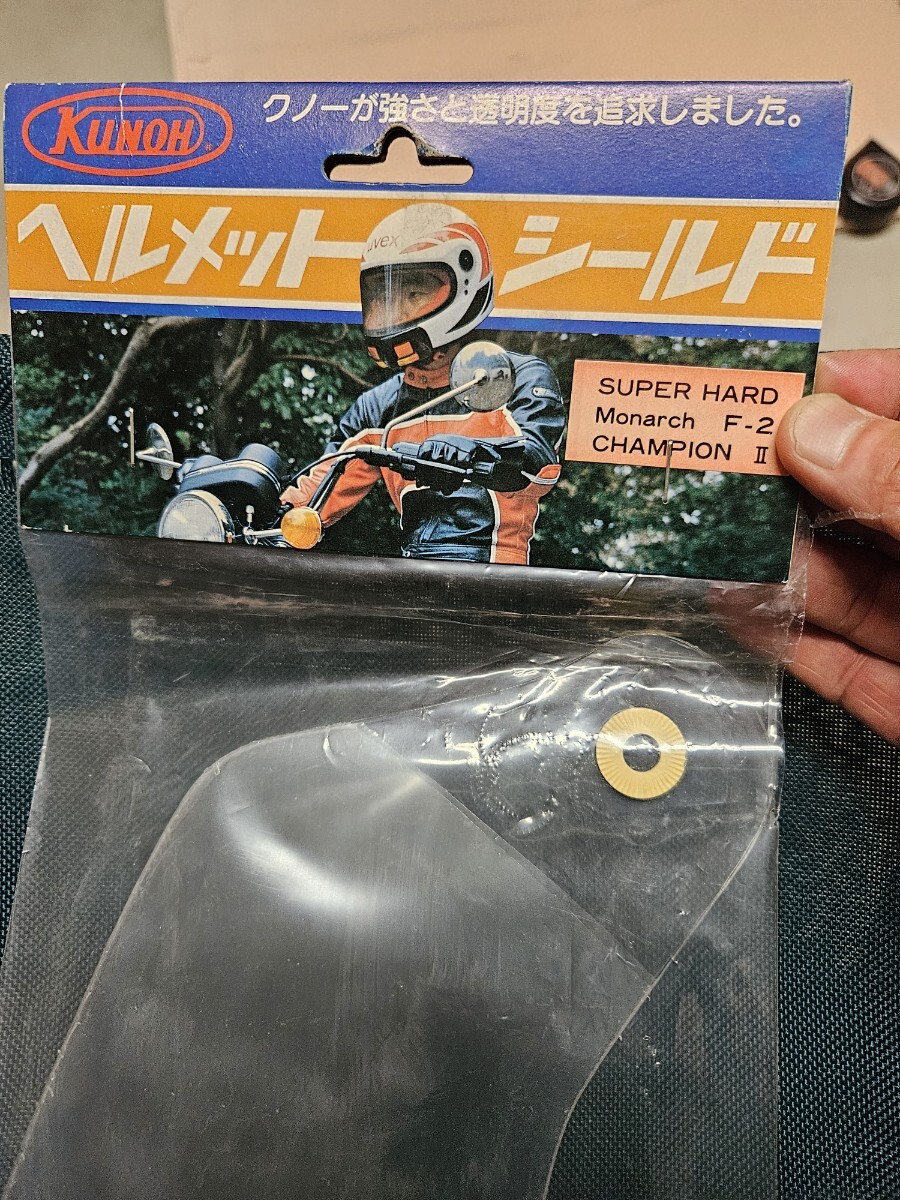 KUNOH
クノーが強さと透明度を追求しました。
ヘルメットシールド
uvex
SUPER HARD
Monarch F-2
CHAMPION Ⅱ